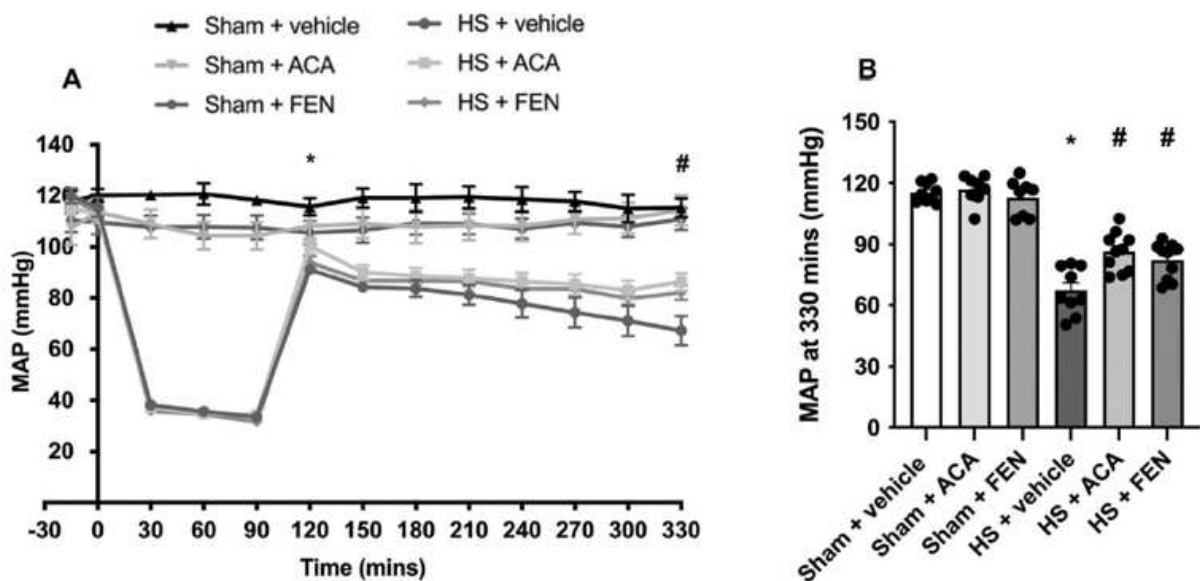 Sham + vehicle
HS + vehicle
Sham + ACA
HS + ACA
Sham + FEN
HS + FEN
A
MAP (mmHg)
140
120
100
80
60
40
20
*
#
-30 0 30 60 90 120 150 180 210 240 270 300 330
Time (mins)
B
MAP at 330 mins (mmHg)
150
120
90
60
30
0
* # #
Sham + vehicle
Sham + ACA
Sham + FEN
HS + vehicle
HS + ACA
HS + FEN